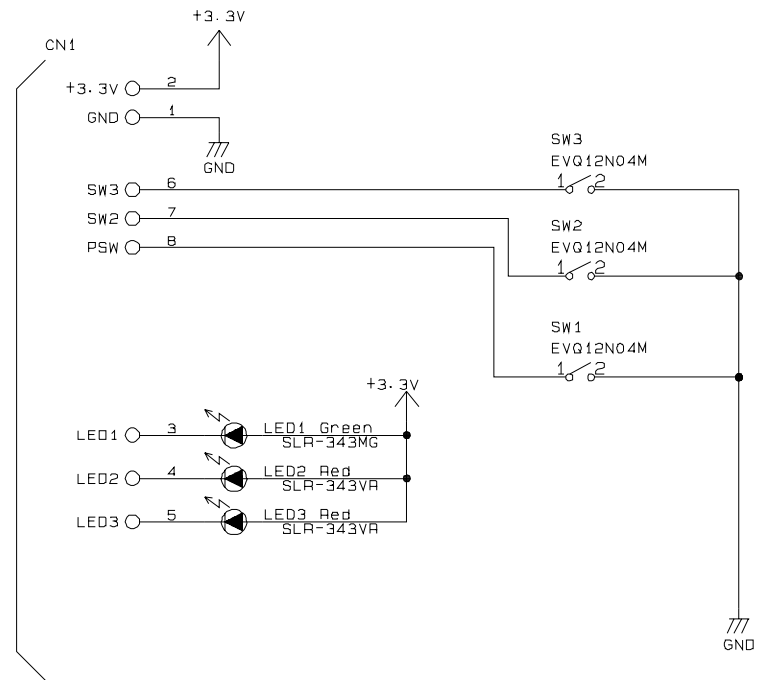 +3.3V
CN1
+3.3V 2
GND 1
GND
SW3
EVQ12N04M
SW3 6 1 2
SW2 7
SW2
EVQ12N04M
PSW 8
1 2
SW1
EVQ12N04M
1 2
+3.3V
LED1 3 LED1 Green
SLR-343MG
LED2 4 LED2 Red
SLR-343VR
LED3 5 LED3 Red
SLR-343VR
GND